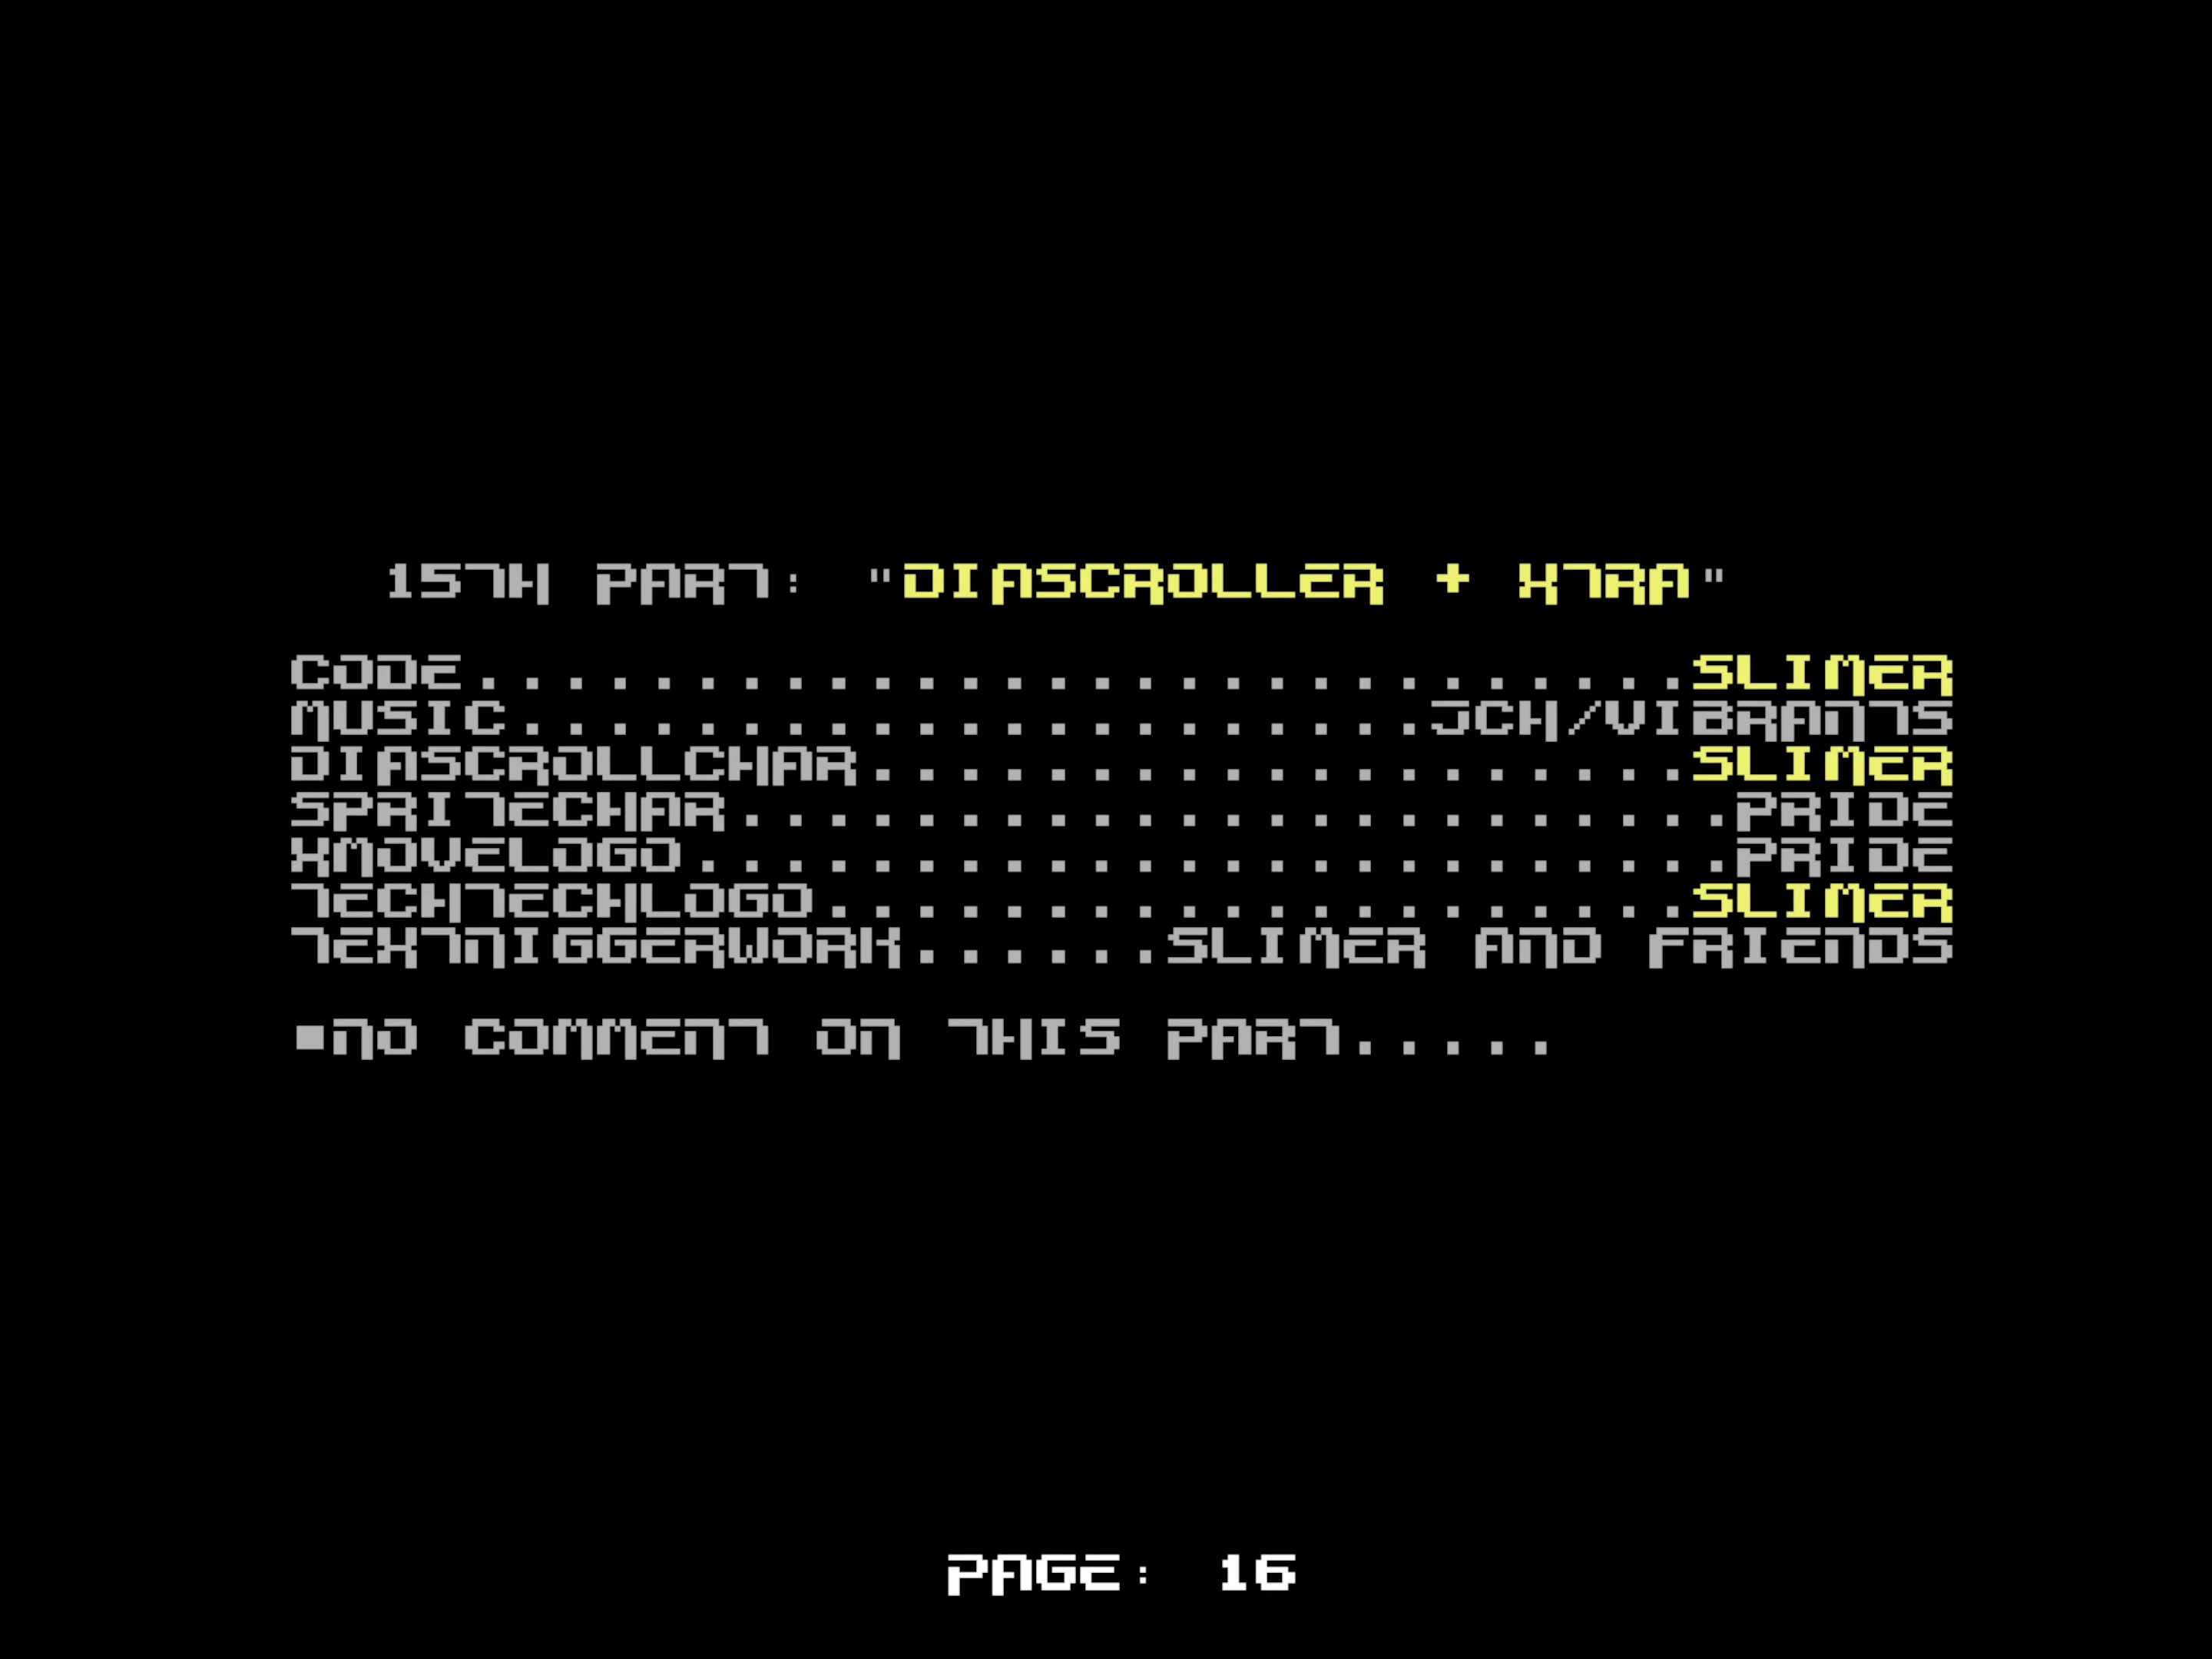 15TH PART: "DIASCROLLER + XTRA"
CODE............................SLIMER
MUSIC.....................JCH/VIBRANTS
DIASCROLLCHAR...................SLIMER
SPRITECHAR.......................PRIDE
XMOVELOGO........................PRIDE
TECHTECHLOGO....................SLIMER
TEXTNIGGERWORK......SLIMER AND FRIENDS
■NO COMMENT ON THIS PART.....
PAGE: 16